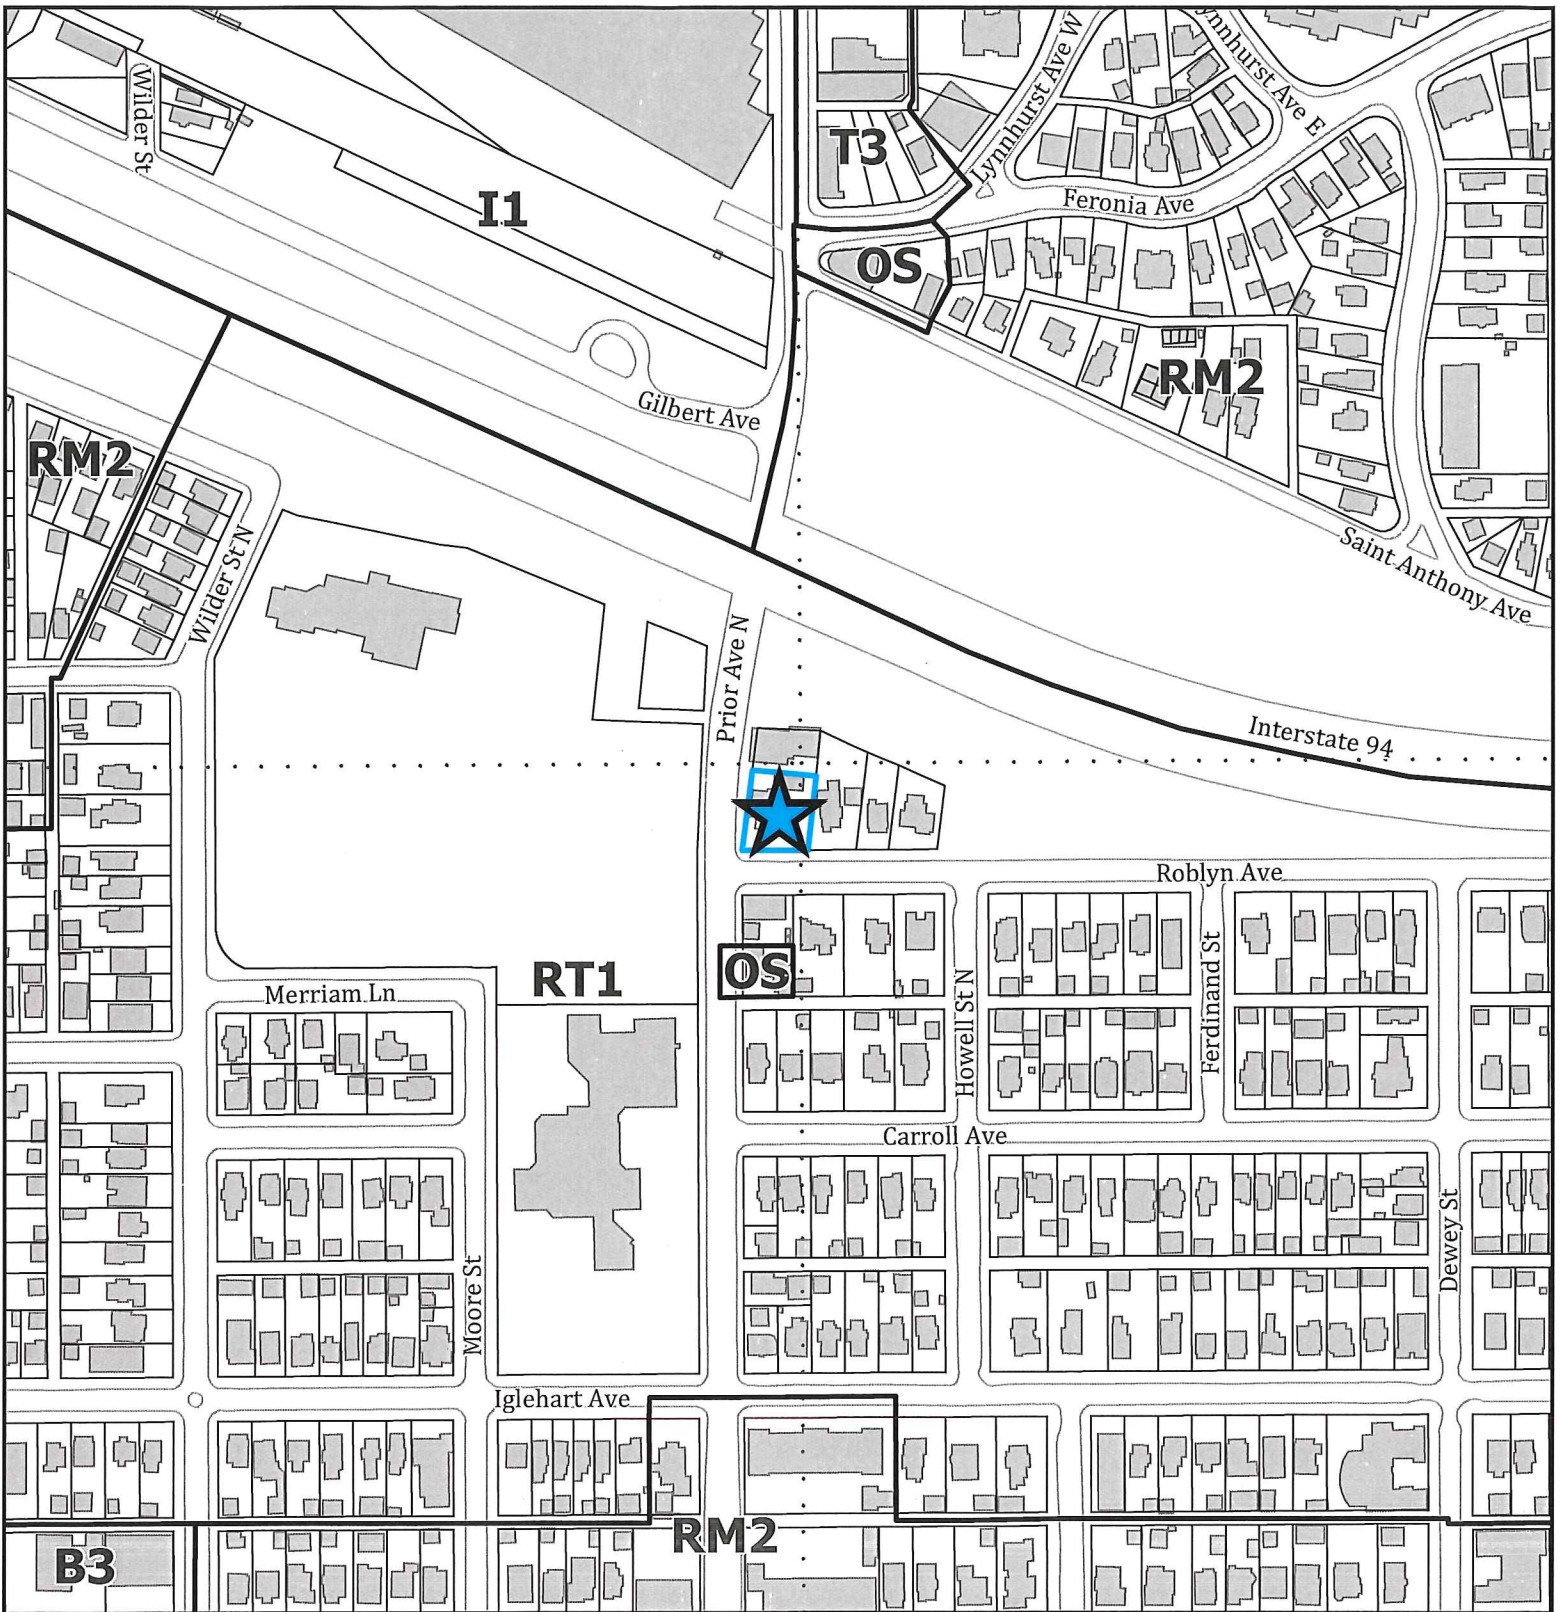 Wilder St
Lynnhurst Ave W
ynnhurst Ave E
T3
I1
Feronia Ave
OS
RM2
Gilbert Ave
RM2
Saint Anthony Ave
Wilder St N
Prior Ave N
Interstate 94
Roblyn Ave
OS
RT1
Merriam Ln
Howell St N
Ferdinand St
Carroll Ave
Dewey St
Moore St
Iglehart Ave
RM2
B3